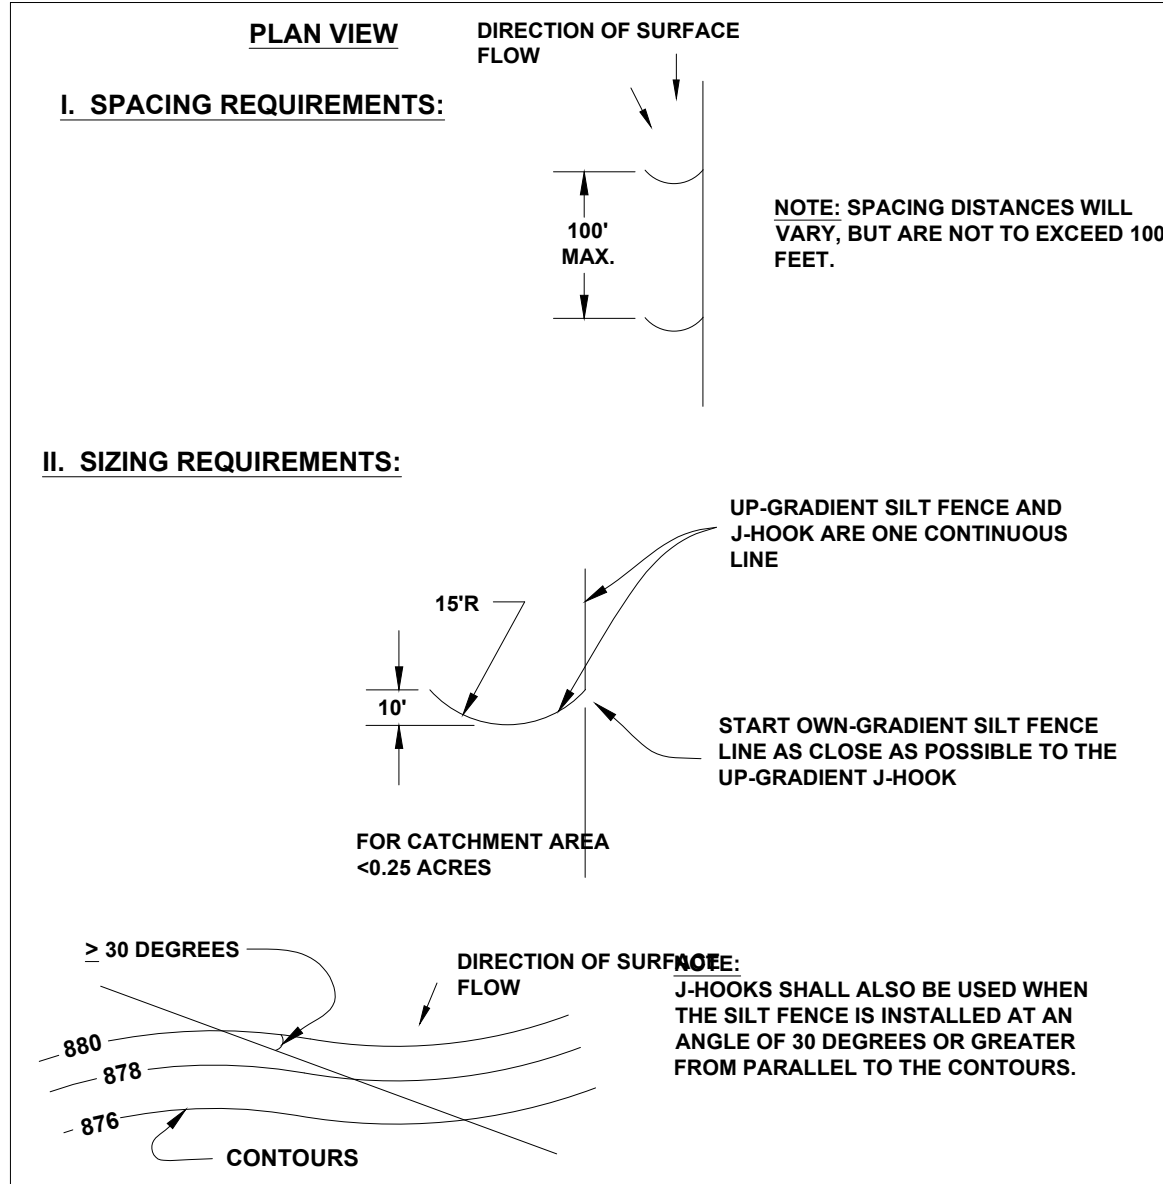 PLAN VIEW
DIRECTION OF SURFACE
FLOW
I. SPACING REQUIREMENTS:
100'
MAX.
NOTE: SPACING DISTANCES WILL
VARY, BUT ARE NOT TO EXCEED 100
FEET.
II. SIZING REQUIREMENTS:
UP-GRADIENT SILT FENCE AND
J-HOOK ARE ONE CONTINUOUS
LINE
15'R
10'
START OWN-GRADIENT SILT FENCE
LINE AS CLOSE AS POSSIBLE TO THE
UP-GRADIENT J-HOOK
FOR CATCHMENT AREA
<0.25 ACRES
≥ 30 DEGREES
DIRECTION OF SURFACE
FLOW
NOTE:
J-HOOKS SHALL ALSO BE USED WHEN
THE SILT FENCE IS INSTALLED AT AN
ANGLE OF 30 DEGREES OR GREATER
FROM PARALLEL TO THE CONTOURS.
880
878
876
CONTOURS